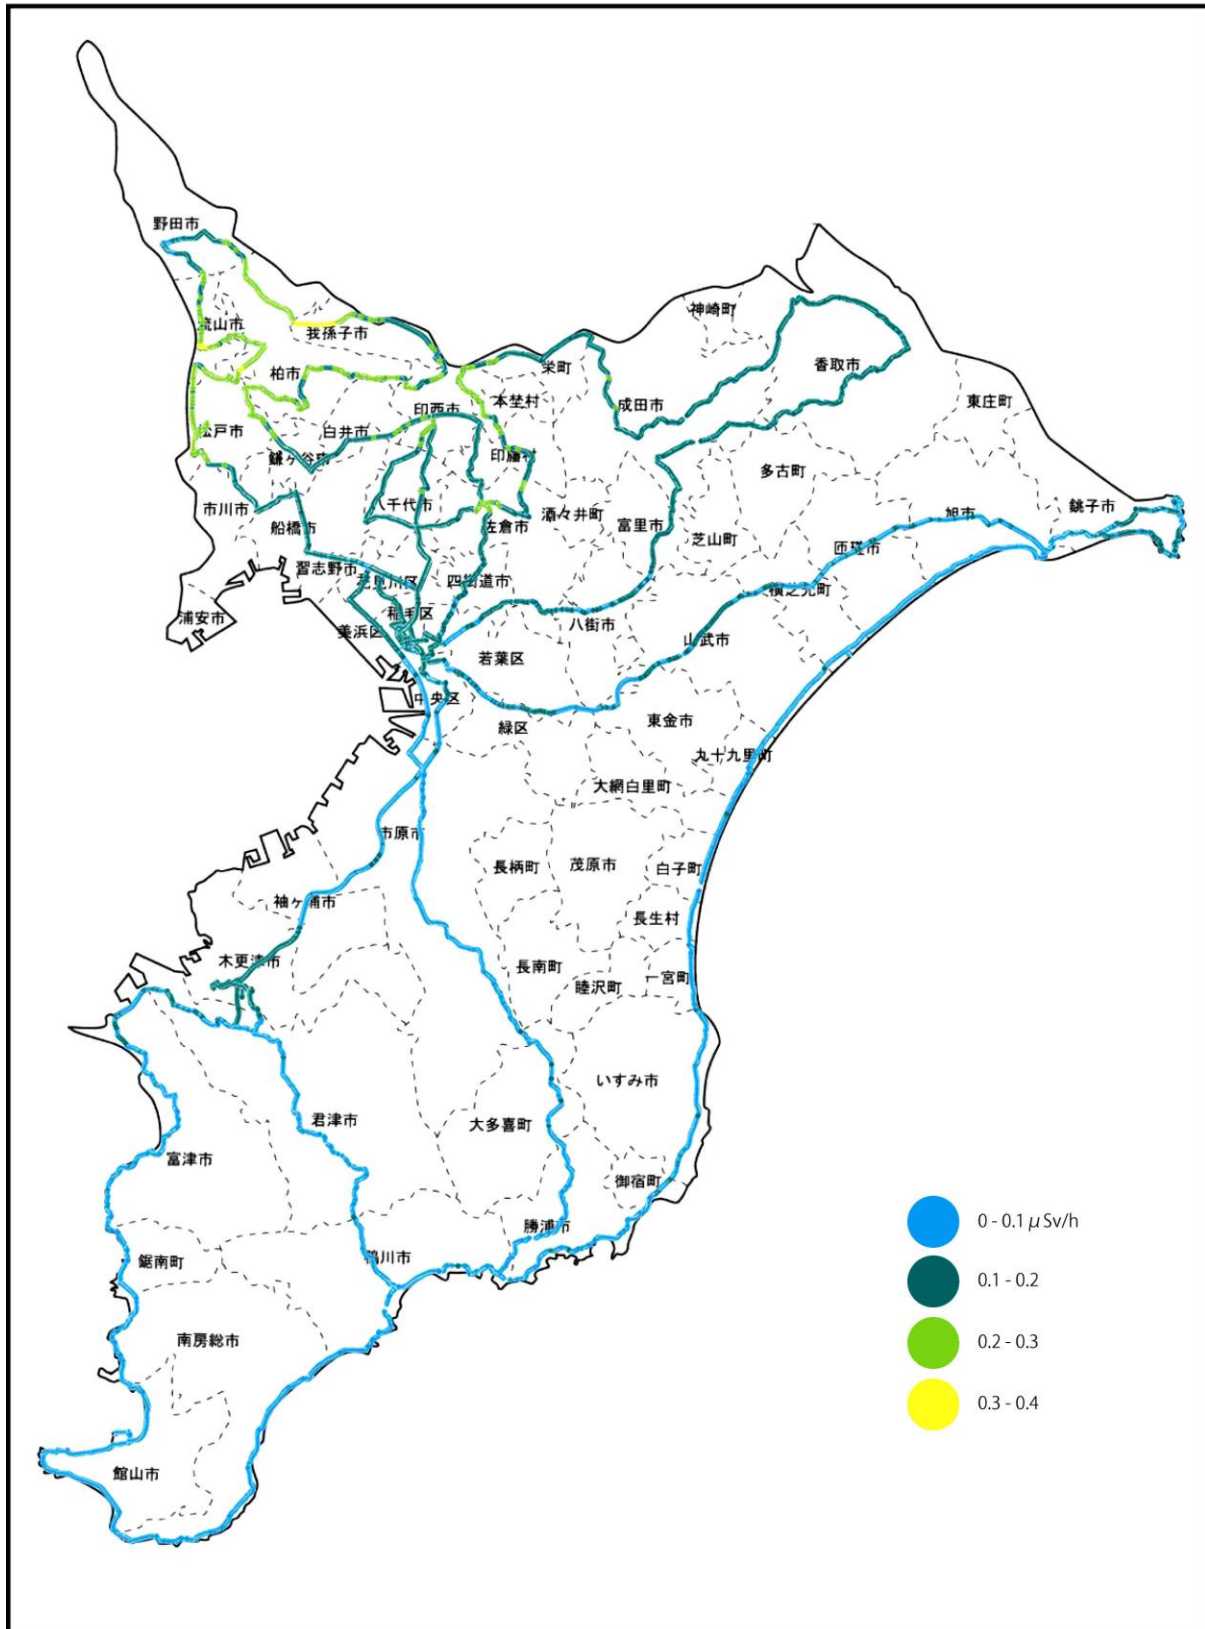 野田市
流山市
我孫子市
神崎町
柏市
栄町
香取市
本埜村
成田市
東庄町
印西市
松戸市
白井市
鎌ヶ谷市
印旛村
多古町
八千代市
市川市
銚子市
船橋市
佐倉市
酒々井町
富里市
旭市
芝山町
匝瑳市
習志野市
花見川区
四街道市
横芝光町
浦安市
稲毛区
八街市
美浜区
山武市
若葉区
中央区
緑区
東金市
九十九里町
大網白里町
市原市
長柄町
茂原市
白子町
袖ヶ浦市
長生村
木更津市
長南町
睦沢町
一宮町
いすみ市
君津市
大多喜町
富津市
御宿町
勝浦市
鋸南町
鴨川市
南房総市
館山市
0 - 0.1 μ Sv/h
0.1 - 0.2
0.2 - 0.3
0.3 - 0.4